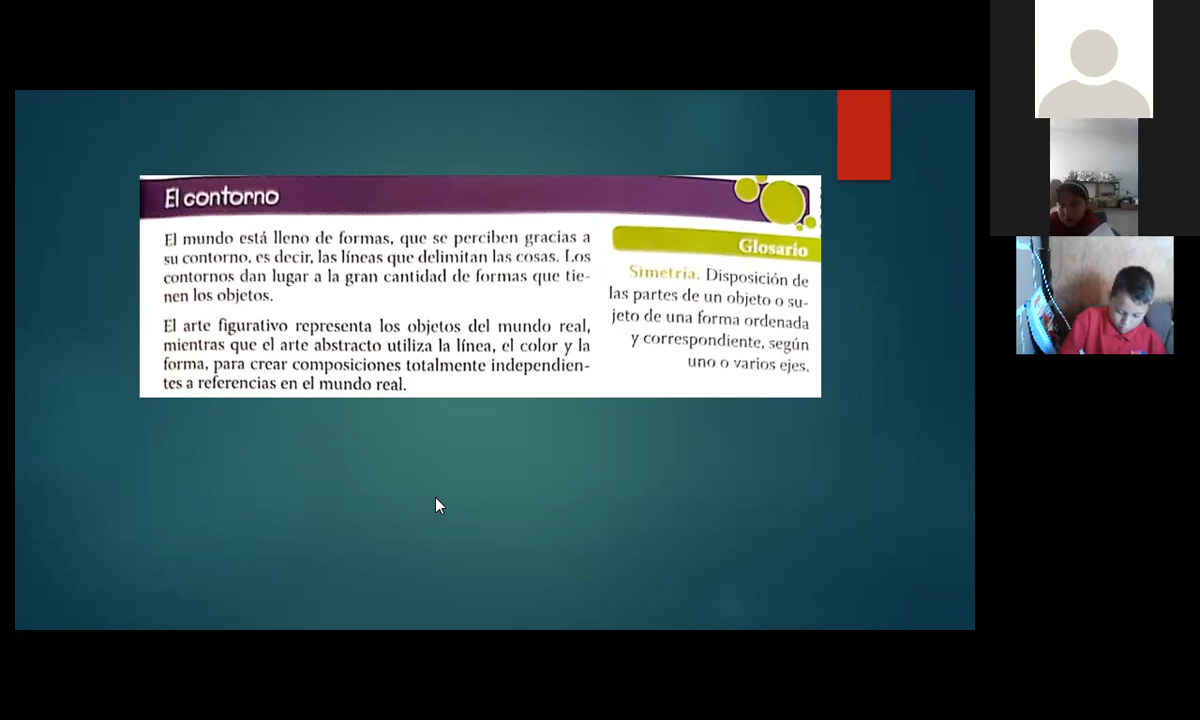 El contorno
El mundo está lleno de formas, que se perciben gracias a
su contorno, es decir, las líneas que delimitan las cosas. Los
contornos dan lugar a la gran cantidad de formas que tie-
nen los objetos.
El arte figurativo representa los objetos del mundo real,
mientras que el arte abstracto utiliza la línea, el color y la
forma, para crear composiciones totalmente independien-
tes a referencias en el mundo real.
Glosario
Simetría. Disposición de
las partes de un objeto o su-
jeto de una forma ordenada
y correspondiente, según
uno o varios ejes.